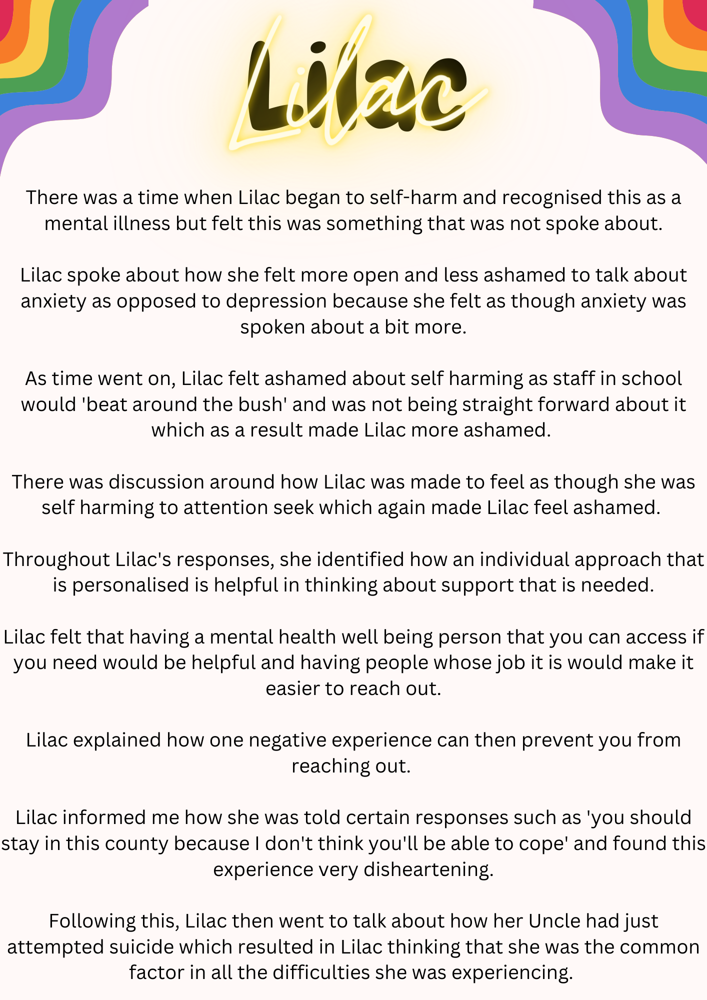 Lilac
Lilac
There was a time when Lilac began to self-harm and recognised this as a
mental illness but felt this was something that was not spoke about.
Lilac spoke about how she felt more open and less ashamed to talk about
anxiety as opposed to depression because she felt as though anxiety was
spoken about a bit more.
As time went on, Lilac felt ashamed about self harming as staff in school
would 'beat around the bush' and was not being straight forward about it
which as a result made Lilac more ashamed.
There was discussion around how Lilac was made to feel as though she was
self harming to attention seek which again made Lilac feel ashamed.
Throughout Lilac's responses, she identified how an individual approach that
is personalised is helpful in thinking about support that is needed.
Lilac felt that having a mental health well being person that you can access if
you need would be helpful and having people whose job it is would make it
easier to reach out.
Lilac explained how one negative experience can then prevent you from
reaching out.
Lilac informed me how she was told certain responses such as 'you should
stay in this county because I don't think you'll be able to cope' and found this
experience very disheartening.
Following this, Lilac then went to talk about how her Uncle had just
attempted suicide which resulted in Lilac thinking that she was the common
factor in all the difficulties she was experiencing.